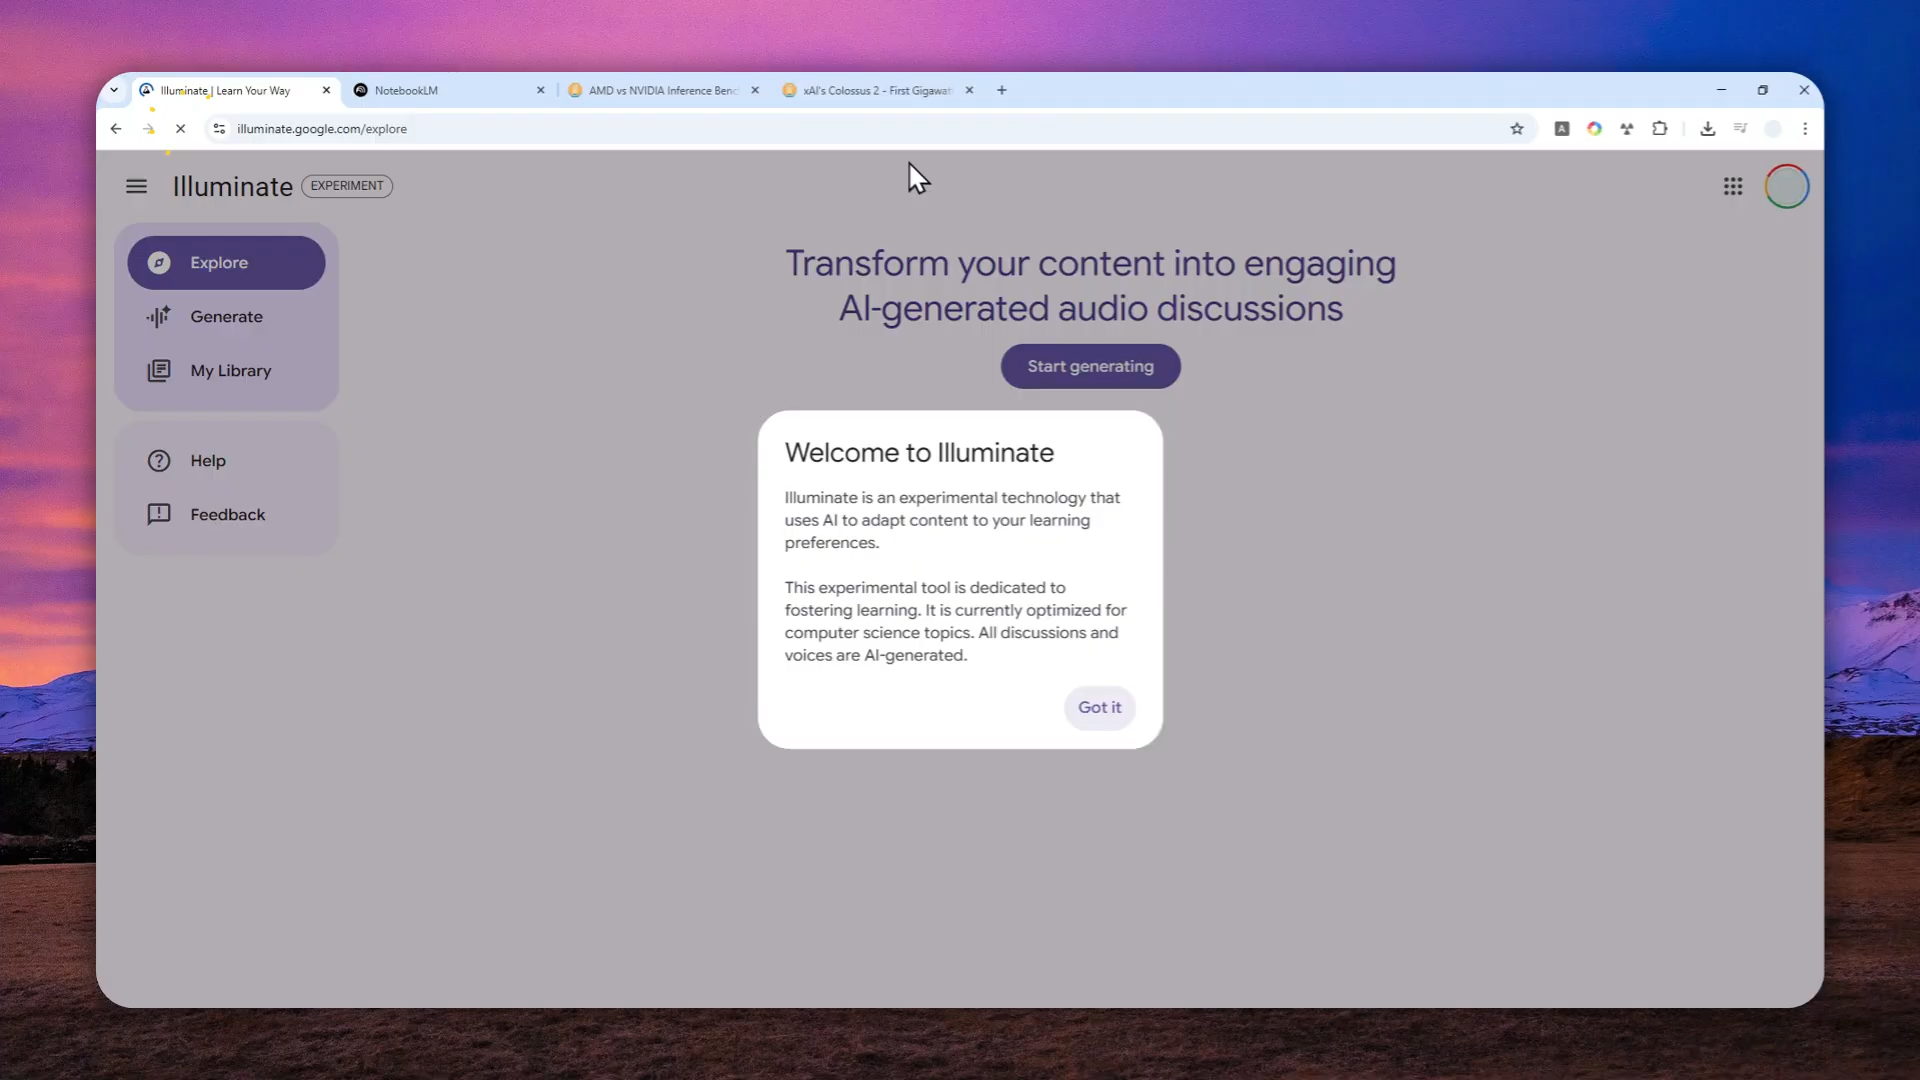 Illuminate | Learn Your Way
NotebookLM
AMD vs NVIDIA Inference Benc
xAI's Colossus 2 - First Gigawat
illuminate.google.com/explore
A
Illuminate EXPERIMENT
Explore
Generate
My Library
Help
Feedback
Transform your content into engaging
AI-generated audio discussions
Start generating
Welcome to Illuminate
Illuminate is an experimental technology that
uses AI to adapt content to your learning
preferences.
This experimental tool is dedicated to
fostering learning. It is currently optimized for
computer science topics. All discussions and
voices are AI-generated.
Got it